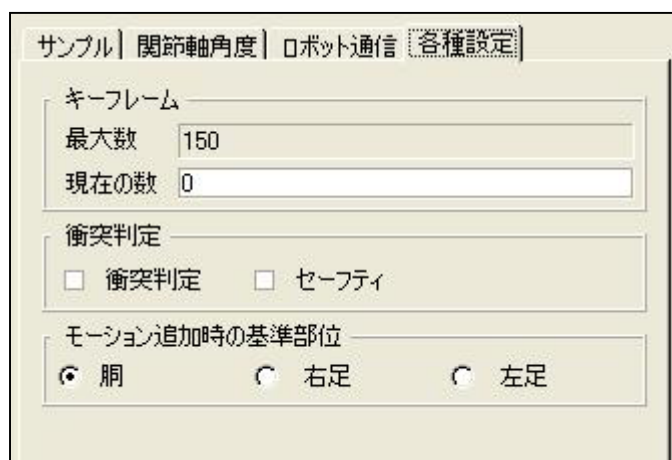 サンプル 関節軸角度 ロボット通信 各種設定
キーフレーム
最大数 150
現在の数 0
衝突判定
衝突判定 セーフティ
モーション追加時の基準部位
胴 右足 左足